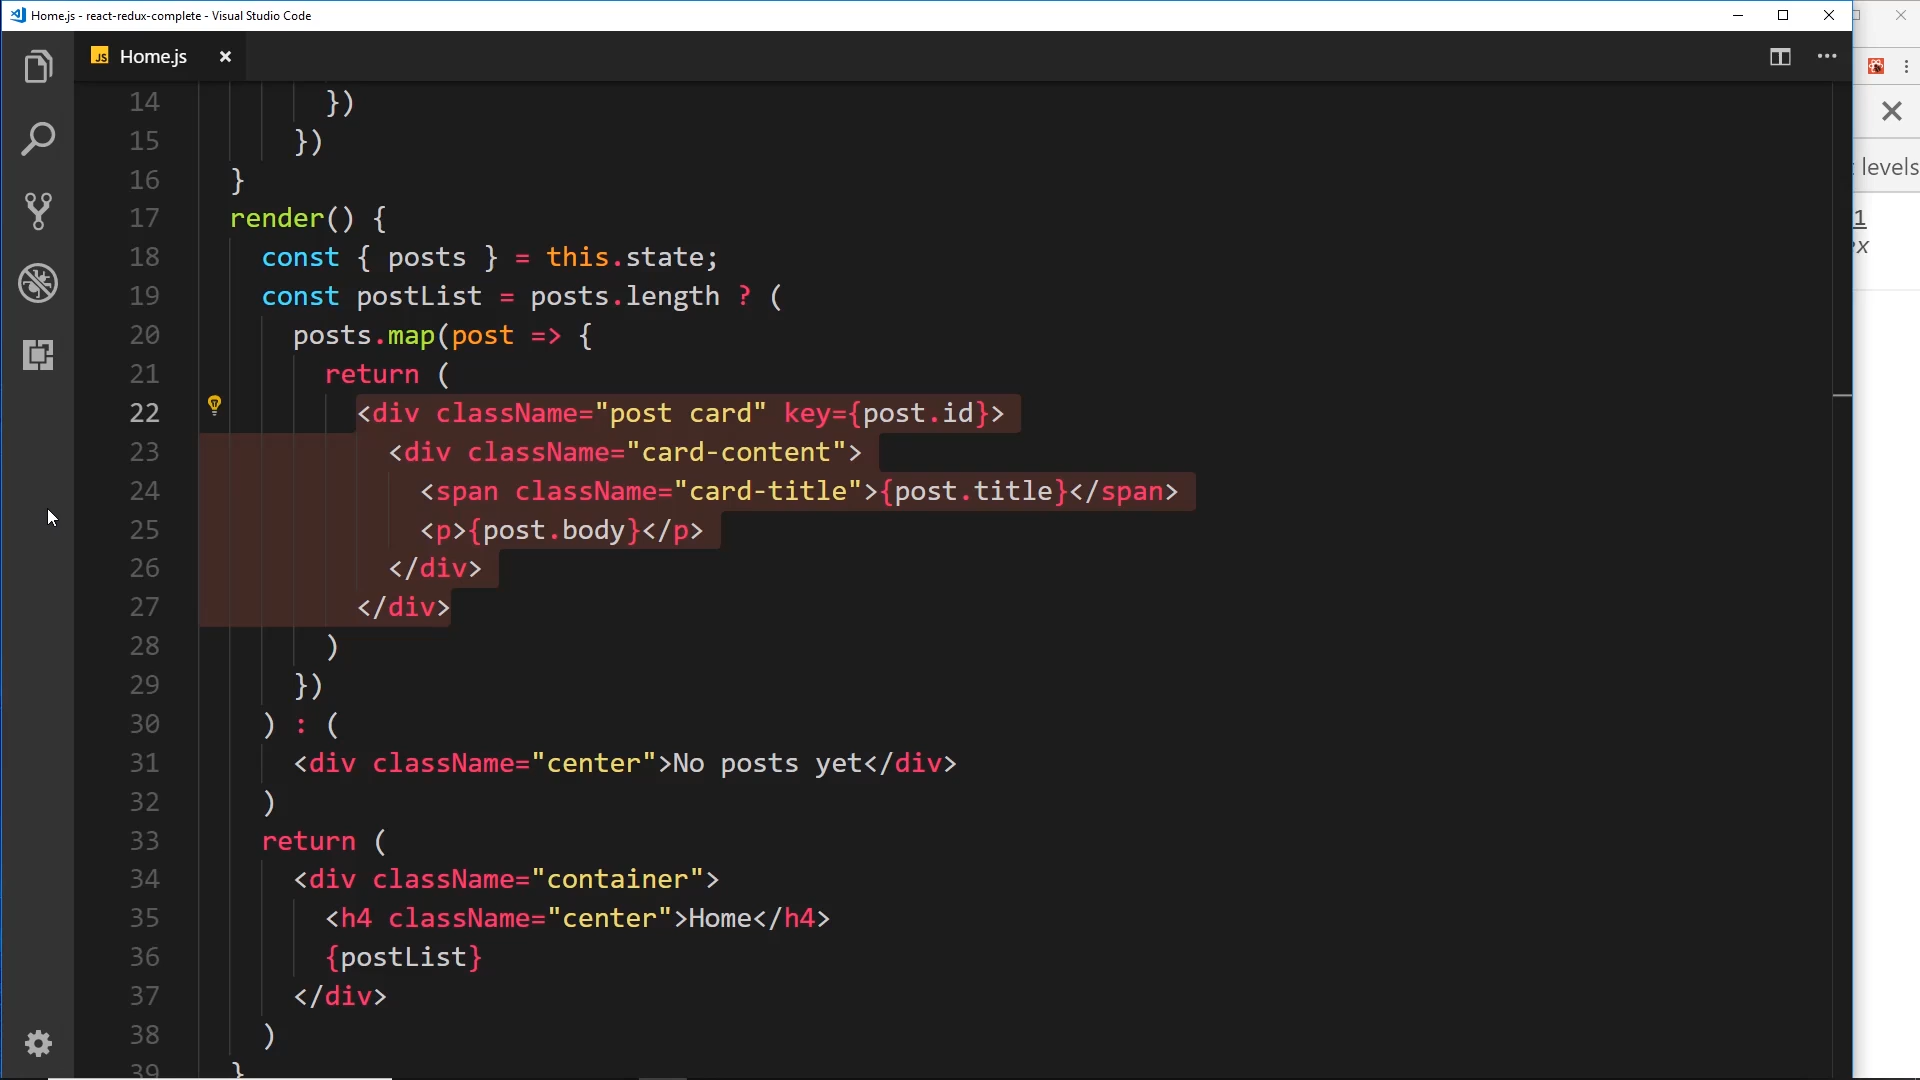 Home.js - react-redux-complete - Visual Studio Code
JS Home.js
14 })
15 })
16 }
17 render() {
18 const { posts } = this.state;
19 const postList = posts.length ? (
20 posts.map(post => {
21 return (
22 <div className="post card" key={post.id}>
23 <div className="card-content">
24 <span className="card-title">{post.title}</span>
25 <p>{post.body}</p>
26 </div>
27 </div>
28 )
29 })
30 ) : (
31 <div className="center">No posts yet</div>
32 )
33 return (
34 <div className="container">
35 <h4 className="center">Home</h4>
36 {postList}
37 </div>
38 )
39 }
levels
1
x